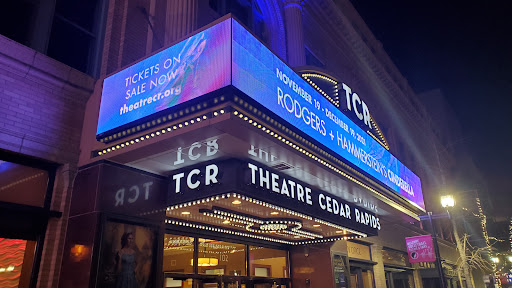 TICKETS ON
SALE NOW
theatrecr.org
TCR
NOVEMBER 19 - DECEMBER 19, 2021
RODGERS + HAMMERSTEIN'S CINDERELLA
TCR
THEATRE CEDAR RAPIDS
TCR